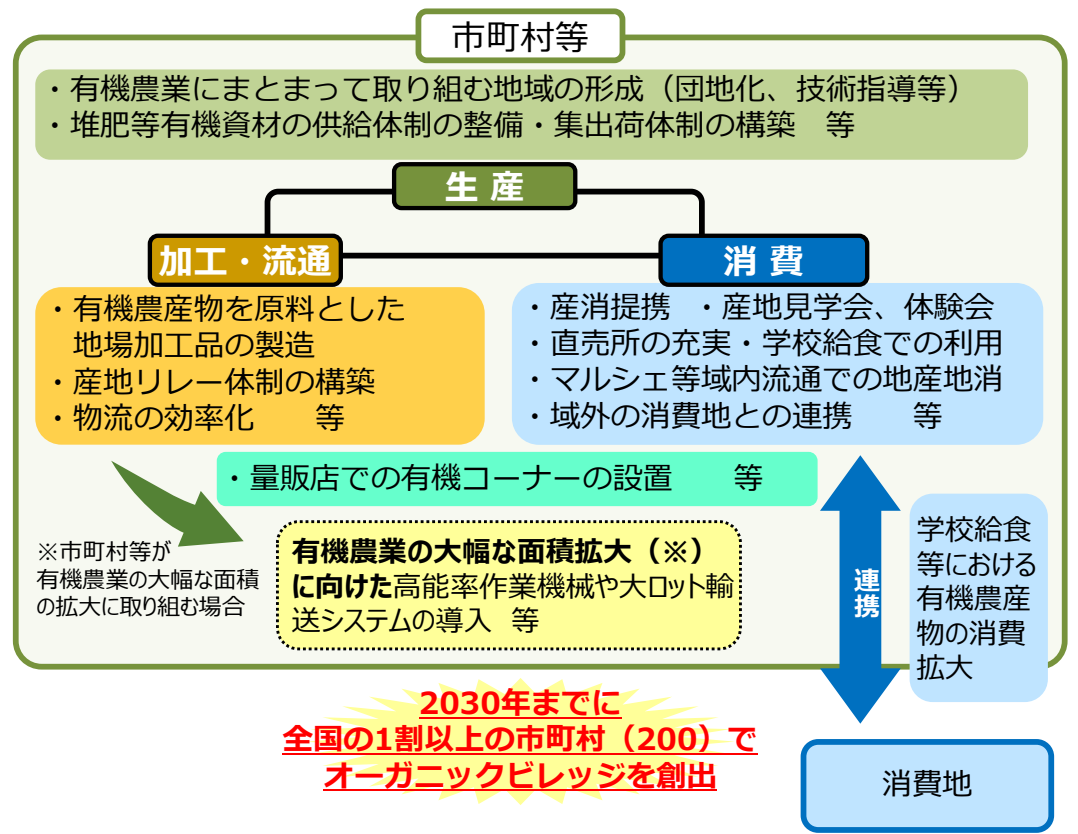 市町村等
・有機農業にまとまって取り組む地域の形成（団地化、技術指導等）
・堆肥等有機資材の供給体制の整備・集出荷体制の構築　等
生 産
加工・流通
消 費
・有機農産物を原料とした
地場加工品の製造
・産地リレー体制の構築
・物流の効率化　　等
・産消提携　・産地見学会、体験会
・直売所の充実・学校給食での利用
・マルシェ等域内流通での地産地消
・域外の消費地との連携　　等
・量販店での有機コーナーの設置　　等
※市町村等が
有機農業の大幅な面積
の拡大に取り組む場合
有機農業の大幅な面積拡大（※）
に向けた高能率作業機械や大ロット輸
送システムの導入　等
連携
学校給食
等における
有機農産
物の消費
拡大
2030年までに
全国の1割以上の市町村（200）で
オーガニックビレッジを創出
消費地